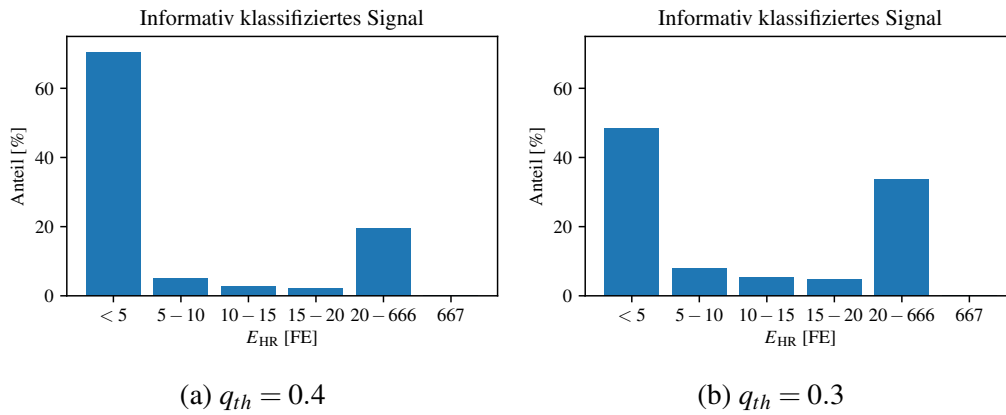 Informativ klassifiziertes Signal
Anteil [%]
60
40
20
0
< 5 5 − 10 10 − 15 15 − 20 20 − 666 667
E_HR [FE]
(a) q_th = 0.4
Informativ klassifiziertes Signal
Anteil [%]
60
40
20
0
< 5 5 − 10 10 − 15 15 − 20 20 − 666 667
E_HR [FE]
(b) q_th = 0.3